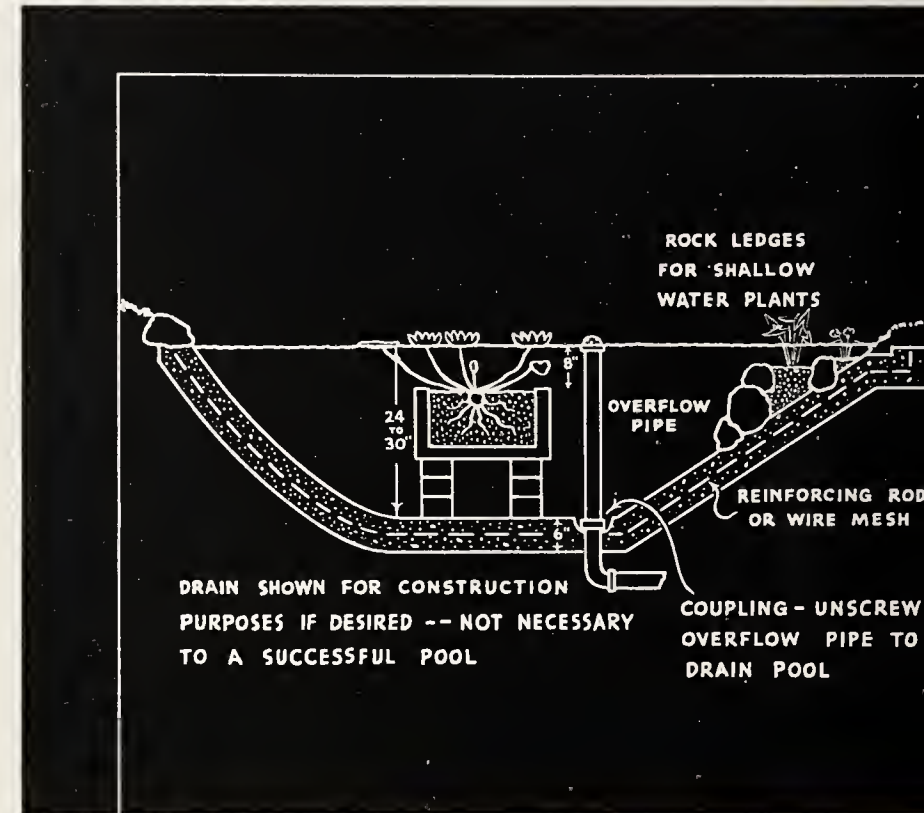 ROCK LEDGES
FOR SHALLOW
WATER PLANTS
8"
24
TO
30"
OVERFLOW
PIPE
REINFORCING ROD
OR WIRE MESH
6"
DRAIN SHOWN FOR CONSTRUCTION
PURPOSES IF DESIRED -- NOT NECESSARY
TO A SUCCESSFUL POOL
COUPLING - UNSCREW
OVERFLOW PIPE TO
DRAIN POOL